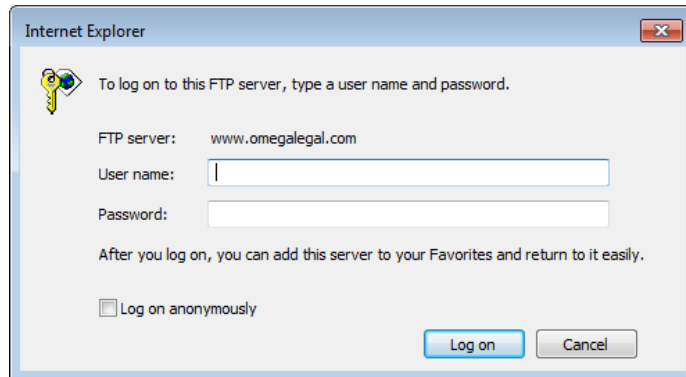 Internet Explorer
To log on to this FTP server, type a user name and password.
FTP server: www.omegalegal.com
User name:
Password:
After you log on, you can add this server to your Favorites and return to it easily.
Log on anonymously
Log on Cancel